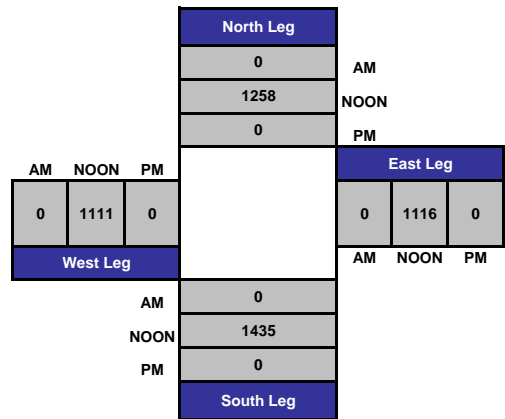 North Leg
0 AM
1258 NOON
0 PM
East Leg
AM NOON PM
0 1111 0
0 1116 0
West Leg
AM NOON PM
AM 0
NOON 1435
PM 0
South Leg